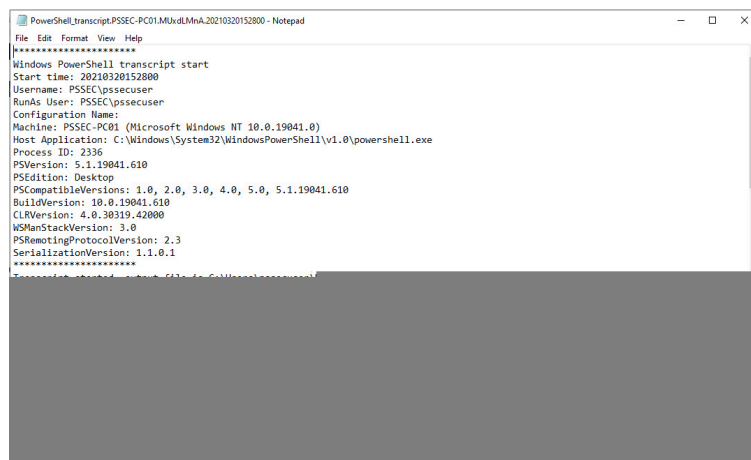 PowerShell_transcript.PSSEC-PC01.MUxdLMnA.20210320152800 - Notepad
File Edit Format View Help
**********************
Windows PowerShell transcript start
Start time: 20210320152800
Username: PSSEC\pssecuser
RunAs User: PSSEC\pssecuser
Configuration Name:
Machine: PSSEC-PC01 (Microsoft Windows NT 10.0.19041.0)
Host Application: C:\Windows\System32\WindowsPowerShell\v1.0\powershell.exe
Process ID: 2336
PSVersion: 5.1.19041.610
PSEdition: Desktop
PSCompatibleVersions: 1.0, 2.0, 3.0, 4.0, 5.0, 5.1.19041.610
BuildVersion: 10.0.19041.610
CLRVersion: 4.0.30319.42000
WSManStackVersion: 3.0
PSRemotingProtocolVersion: 2.3
SerializationVersion: 1.1.0.1
**********************